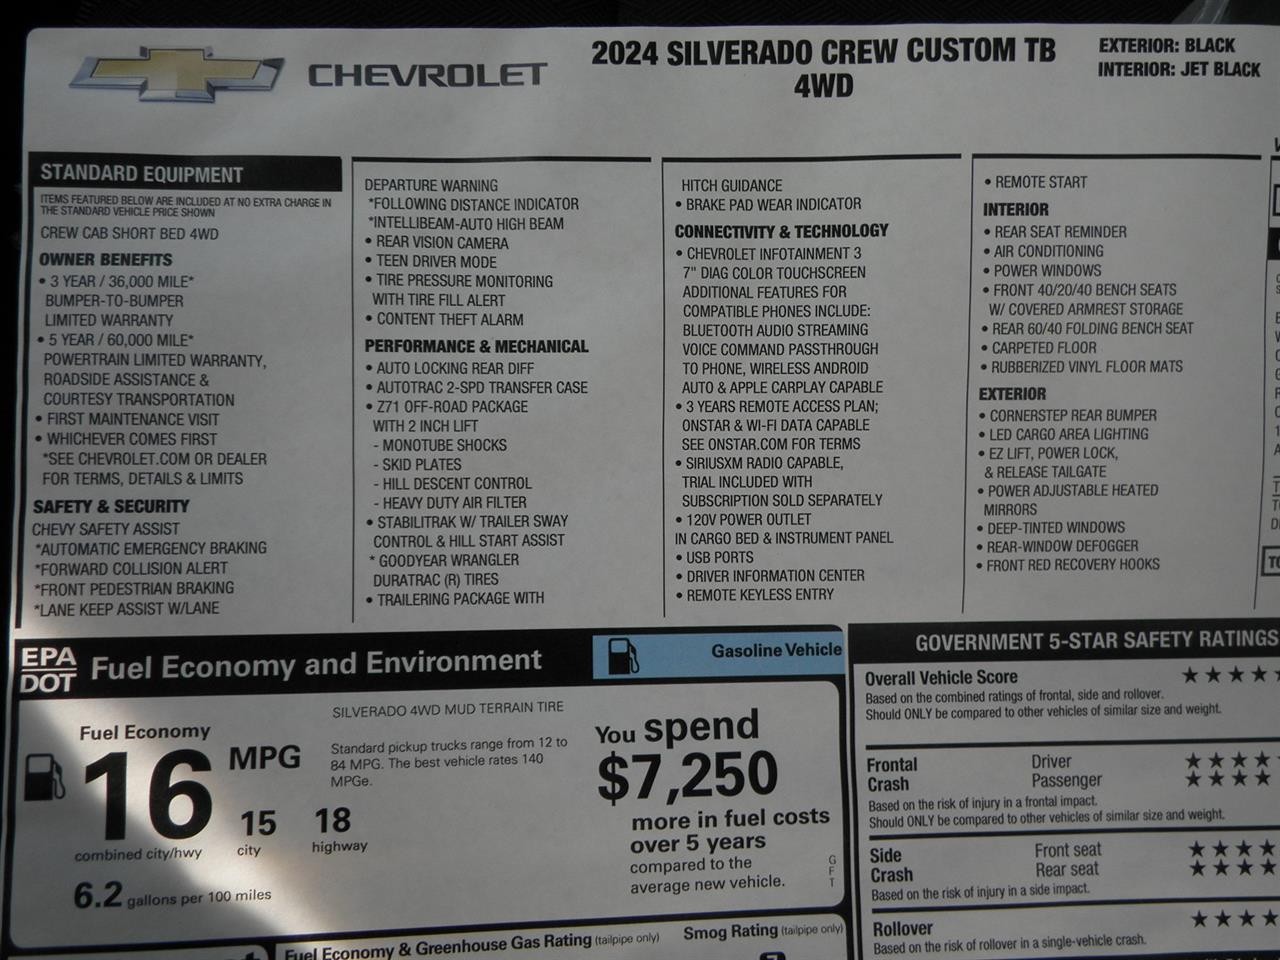 CHEVROLET
2024 SILVERADO CREW CUSTOM TB
4WD
EXTERIOR: BLACK
INTERIOR: JET BLACK
STANDARD EQUIPMENT
ITEMS FEATURED BELOW ARE INCLUDED AT NO EXTRA CHARGE IN
THE STANDARD VEHICLE PRICE SHOWN
CREW CAB SHORT BED 4WD
OWNER BENEFITS
• 3 YEAR / 36,000 MILE*
BUMPER-TO-BUMPER
LIMITED WARRANTY
• 5 YEAR / 60,000 MILE*
POWERTRAIN LIMITED WARRANTY,
ROADSIDE ASSISTANCE &
COURTESY TRANSPORTATION
• FIRST MAINTENANCE VISIT
• WHICHEVER COMES FIRST
*SEE CHEVROLET.COM OR DEALER
FOR TERMS, DETAILS & LIMITS
SAFETY & SECURITY
CHEVY SAFETY ASSIST
*AUTOMATIC EMERGENCY BRAKING
*FORWARD COLLISION ALERT
*FRONT PEDESTRIAN BRAKING
*LANE KEEP ASSIST W/LANE
DEPARTURE WARNING
*FOLLOWING DISTANCE INDICATOR
*INTELLIBEAM-AUTO HIGH BEAM
• REAR VISION CAMERA
• TEEN DRIVER MODE
• TIRE PRESSURE MONITORING
WITH TIRE FILL ALERT
• CONTENT THEFT ALARM
PERFORMANCE & MECHANICAL
• AUTO LOCKING REAR DIFF
• AUTOTRAC 2-SPD TRANSFER CASE
• Z71 OFF-ROAD PACKAGE
WITH 2 INCH LIFT
- MONOTUBE SHOCKS
- SKID PLATES
- HILL DESCENT CONTROL
- HEAVY DUTY AIR FILTER
• STABILITRAK W/ TRAILER SWAY
CONTROL & HILL START ASSIST
* GOODYEAR WRANGLER
DURATRAC (R) TIRES
• TRAILERING PACKAGE WITH
HITCH GUIDANCE
• BRAKE PAD WEAR INDICATOR
CONNECTIVITY & TECHNOLOGY
• CHEVROLET INFOTAINMENT 3
7" DIAG COLOR TOUCHSCREEN
ADDITIONAL FEATURES FOR
COMPATIBLE PHONES INCLUDE:
BLUETOOTH AUDIO STREAMING
VOICE COMMAND PASSTHROUGH
TO PHONE, WIRELESS ANDROID
AUTO & APPLE CARPLAY CAPABLE
• 3 YEARS REMOTE ACCESS PLAN;
ONSTAR & WI-FI DATA CAPABLE
SEE ONSTAR.COM FOR TERMS
• SIRIUSXM RADIO CAPABLE,
TRIAL INCLUDED WITH
SUBSCRIPTION SOLD SEPARATELY
• 120V POWER OUTLET
IN CARGO BED & INSTRUMENT PANEL
• USB PORTS
• DRIVER INFORMATION CENTER
• REMOTE KEYLESS ENTRY
• REMOTE START
INTERIOR
• REAR SEAT REMINDER
• AIR CONDITIONING
• POWER WINDOWS
• FRONT 40/20/40 BENCH SEATS
W/ COVERED ARMREST STORAGE
• REAR 60/40 FOLDING BENCH SEAT
• CARPETED FLOOR
• RUBBERIZED VINYL FLOOR MATS
EXTERIOR
• CORNERSTEP REAR BUMPER
• LED CARGO AREA LIGHTING
• EZ LIFT, POWER LOCK,
& RELEASE TAILGATE
• POWER ADJUSTABLE HEATED
MIRRORS
• DEEP-TINTED WINDOWS
• REAR-WINDOW DEFOGGER
• FRONT RED RECOVERY HOOKS
EPA
DOT
Fuel Economy and Environment
Gasoline Vehicle
Fuel Economy
16 MPG
combined city/hwy
15
city
18
highway
6.2 gallons per 100 miles
SILVERADO 4WD MUD TERRAIN TIRE
Standard pickup trucks range from 12 to
84 MPG. The best vehicle rates 140
MPGe.
You spend
$7,250
more in fuel costs
over 5 years
compared to the
average new vehicle.
G
F
T
Fuel Economy & Greenhouse Gas Rating (tailpipe only)
Smog Rating (tailpipe only)
GOVERNMENT 5-STAR SAFETY RATINGS
Overall Vehicle Score
Based on the combined ratings of frontal, side and rollover.
Should ONLY be compared to other vehicles of similar size and weight.
Frontal Driver
Crash Passenger
Based on the risk of injury in a frontal impact.
Should ONLY be compared to other vehicles of similar size and weight.
Side Front seat
Crash Rear seat
Based on the risk of injury in a side impact.
Rollover
Based on the risk of rollover in a single-vehicle crash.